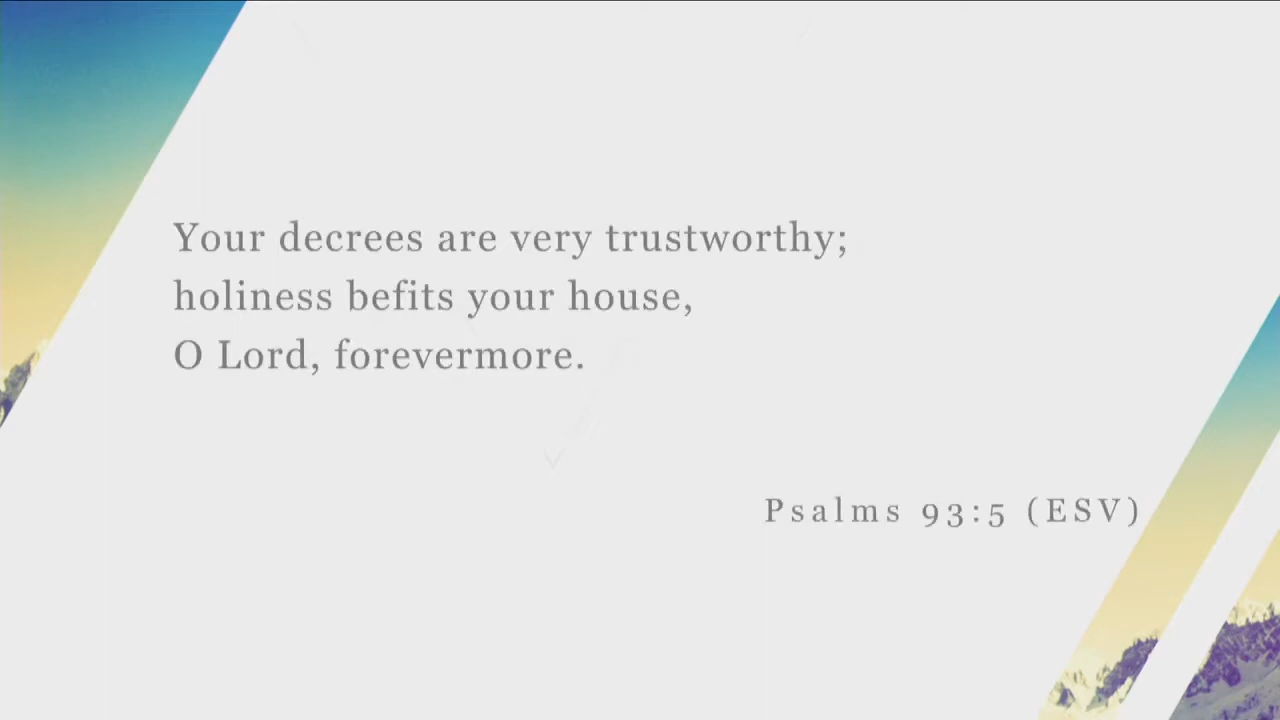 Your decrees are very trustworthy;
holiness befits your house,
O Lord, forevermore.
Psalms 93:5 (ESV)